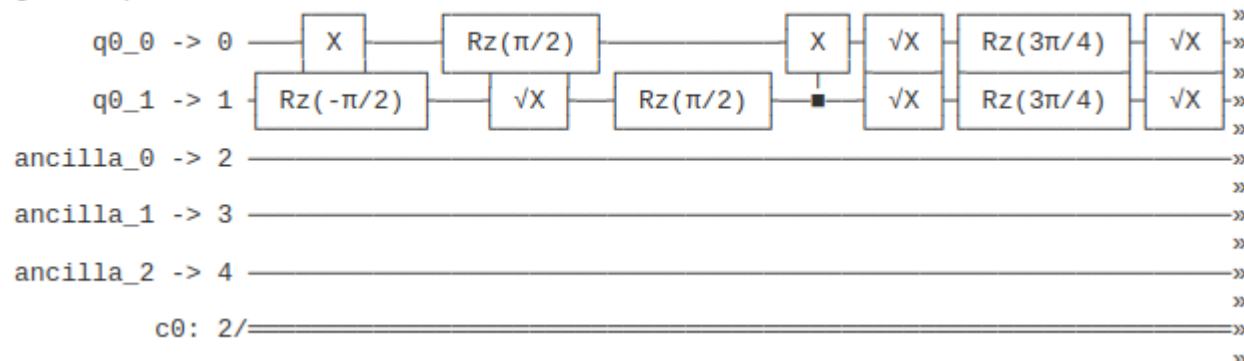 q0_0 -> 0 X Rz(π/2) X √X Rz(3π/4) √X »
q0_1 -> 1 Rz(-π/2) √X Rz(π/2) ■ √X Rz(3π/4) √X »
ancilla_0 -> 2 »
ancilla_1 -> 3 »
ancilla_2 -> 4 »
c0: 2/ »